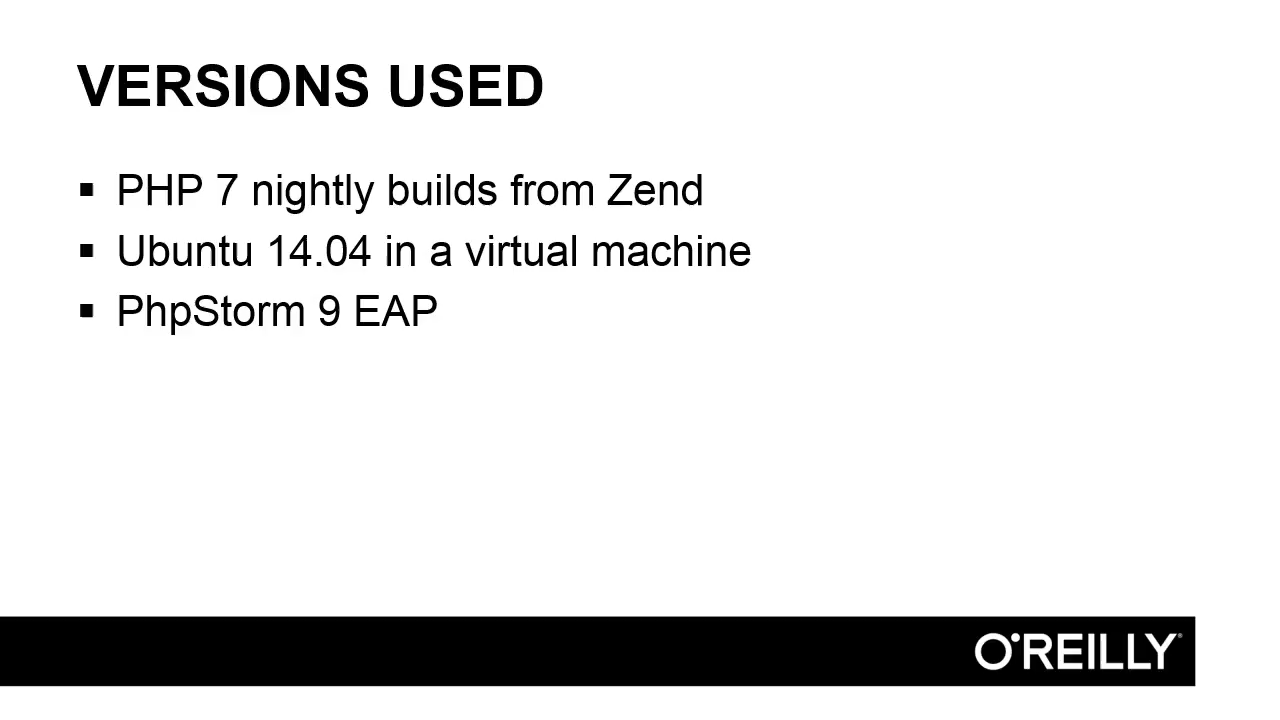 VERSIONS USED
▪ PHP 7 nightly builds from Zend
▪ Ubuntu 14.04 in a virtual machine
▪ PhpStorm 9 EAP
O'REILLY®